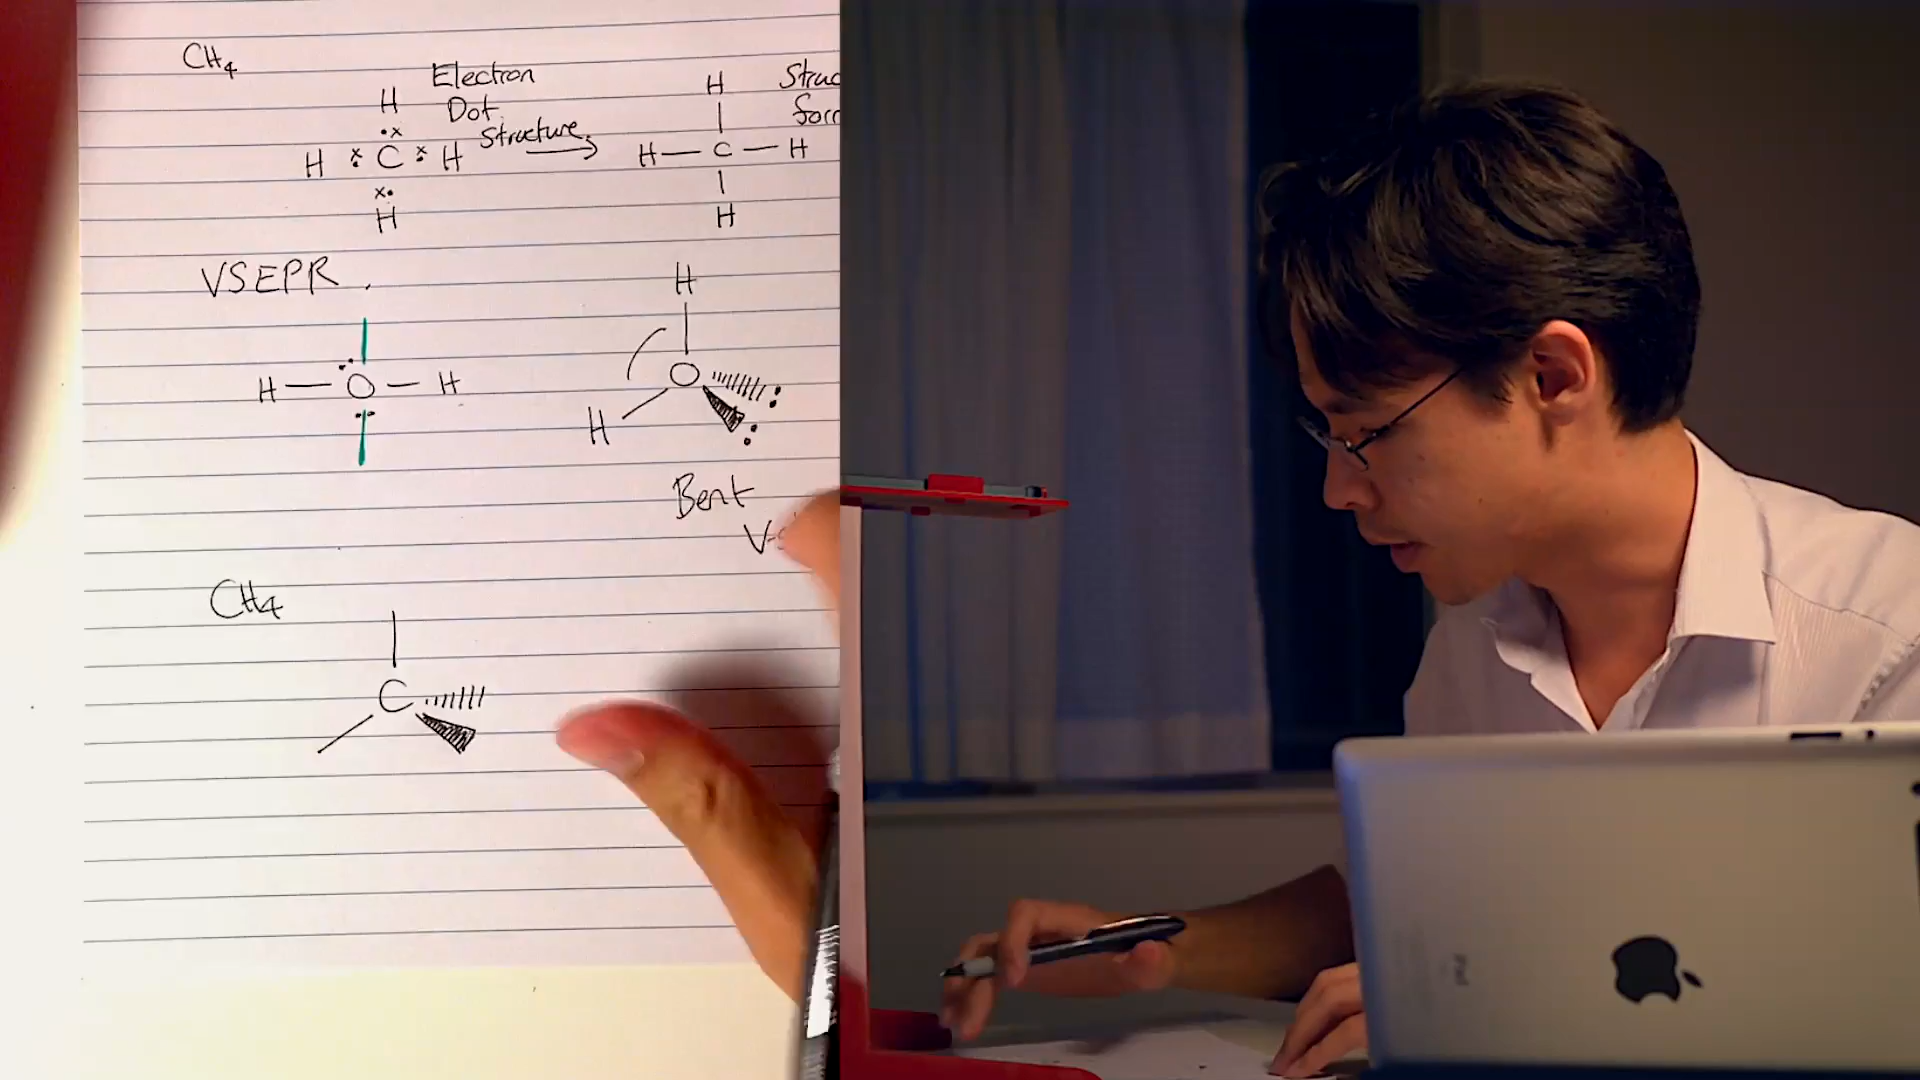 CH4
Electron
Dot
Structure
H
H C H
H
H
H C H
H
VSEPR
H O H
H
O
H
Bent
CH4
C